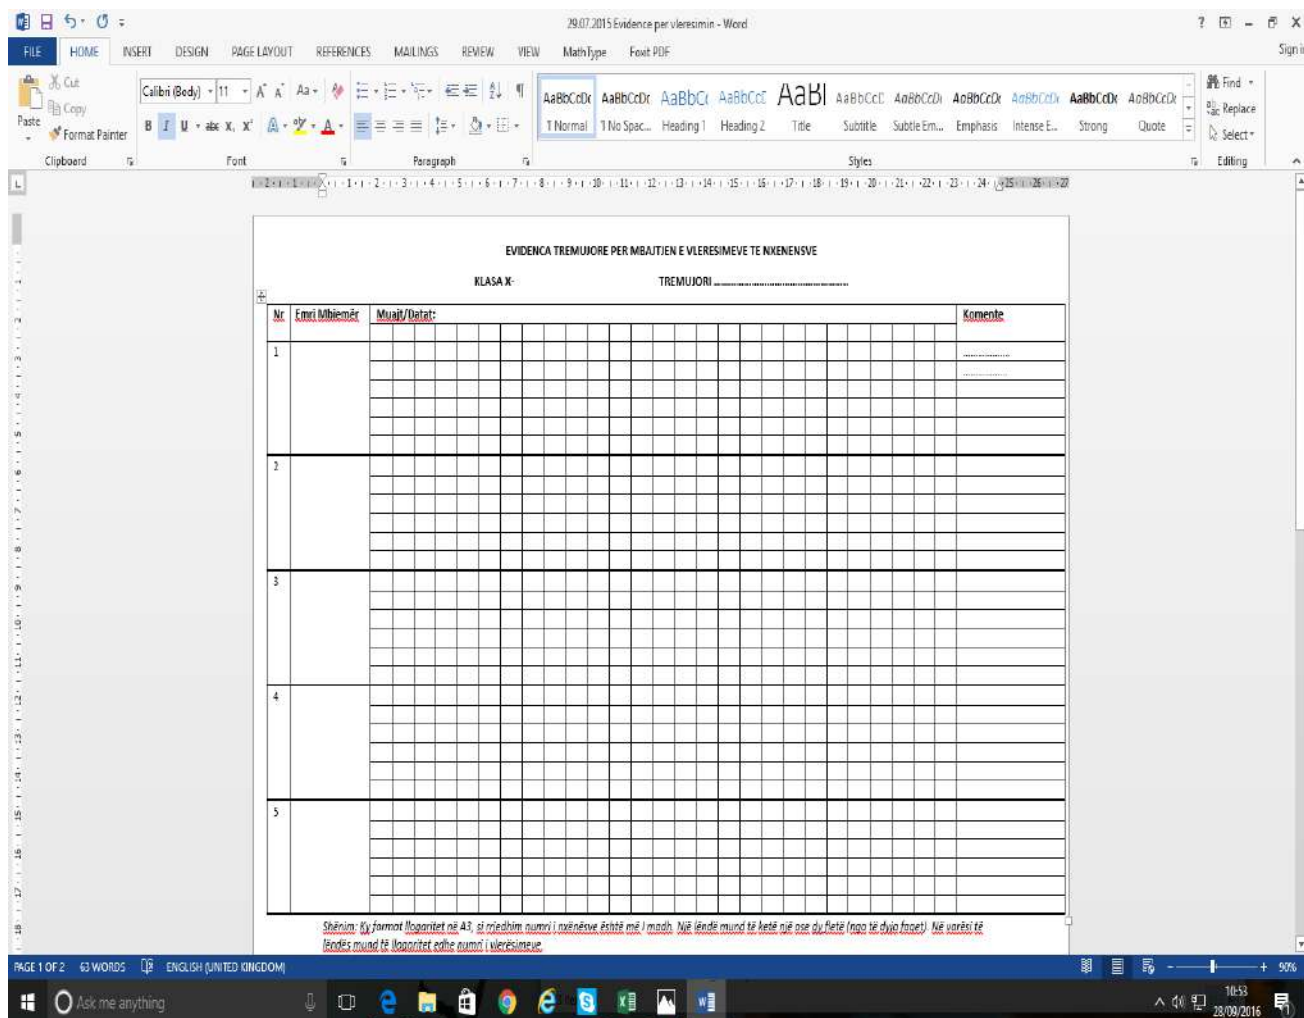 29.07.2015 Evidence per vleresimin - Word
FILE HOME INSERT DESIGN PAGE LAYOUT REFERENCES MAILINGS REVIEW VIEW MathType Foxit PDF Sign in
Cut
Copy
Paste
Format Painter
Calibri (Body) 11
AaBbCcDc AaBbCcDc AaBbCc AaBbCcC AaBl AaBbCcC AaBbCcDc AaBbCcDc AaBbCcDc AaBbCcDc AaBbCcDc
¶ Normal ¶ No Spac... Heading 1 Heading 2 Title Subtitle Subtle Em... Emphasis Intense E... Strong Quote
Find
Replace
Select
Clipboard Font Paragraph Styles Editing
EVIDENCA TREMUJORE PER MBAJTJEN E VLERESIMEVE TE NXENENSVE
KLASA X- TREMUJORI ................................................
Nr Emri Mbiemër Muajt/Datat: Komente
1 ..................
.................
2
3
4
5
Shënim: Ky format llogaritet në A3, si rrjedhim numri i nxënësve është më i madh. Një lëndë mund të ketë një ose dy fletë (nga të dyja faqet). Në varësi të
lëndës mund të llogaritet edhe numri i vlerësimeve.
PAGE 1 OF 2 63 WORDS ENGLISH (UNITED KINGDOM) 90%
Ask me anything
10:53
28/09/2016